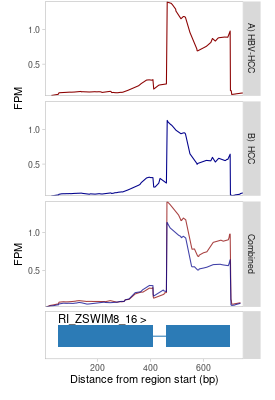 1.0
0.5
A) HBV-HCC
FPM
1.0
0.5
B) HCC
1.0
0.5
Combined
FPM
RI_ZSWIM8_16 >
200 400 600
Distance from region start (bp)